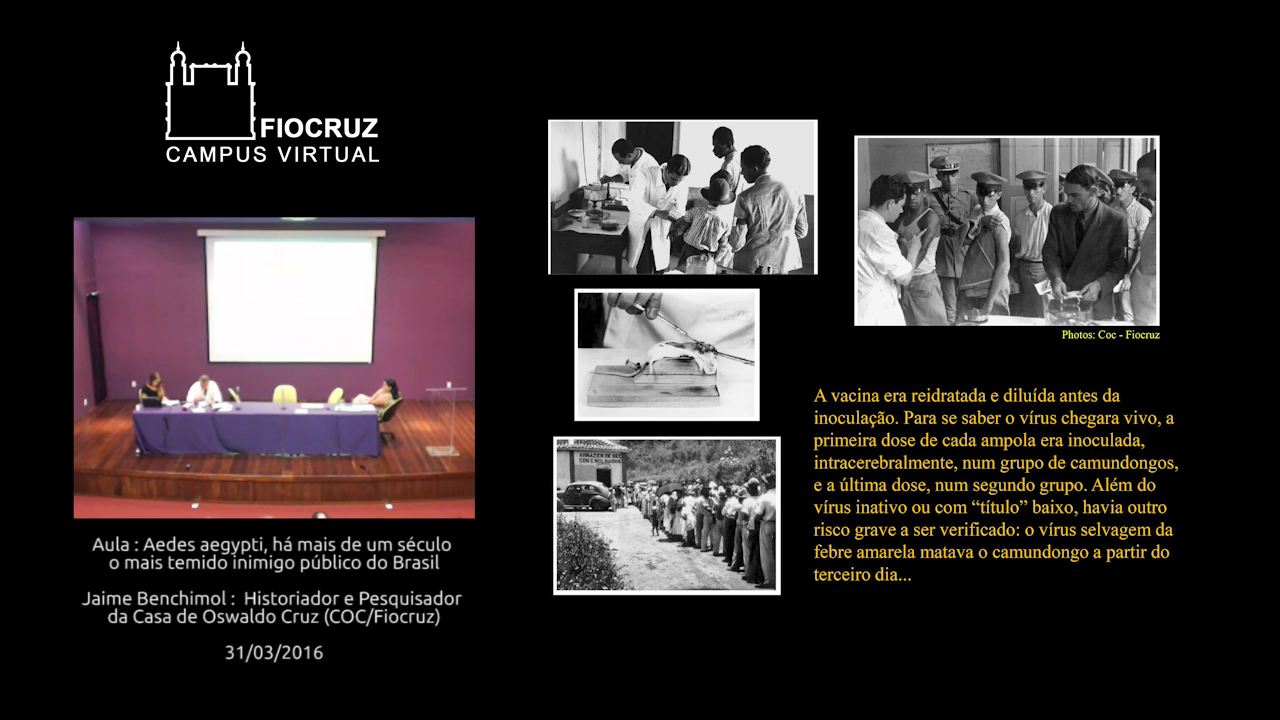 FIOCRUZ
CAMPUS VIRTUAL
Aula : Aedes aegypti, há mais de um século
o mais temido inimigo público do Brasil
Jaime Benchimol : Historiador e Pesquisador
da Casa de Oswaldo Cruz (COC/Fiocruz)
31/03/2016
Photos: Coc - Fiocruz
A vacina era reidratada e diluída antes da
inoculação. Para se saber o vírus chegara vivo, a
primeira dose de cada ampola era inoculada,
intracerebralmente, num grupo de camundongos,
e a última dose, num segundo grupo. Além do
vírus inativo ou com “título” baixo, havia outro
risco grave a ser verificado: o vírus selvagem da
febre amarela matava o camundongo a partir do
terceiro dia...